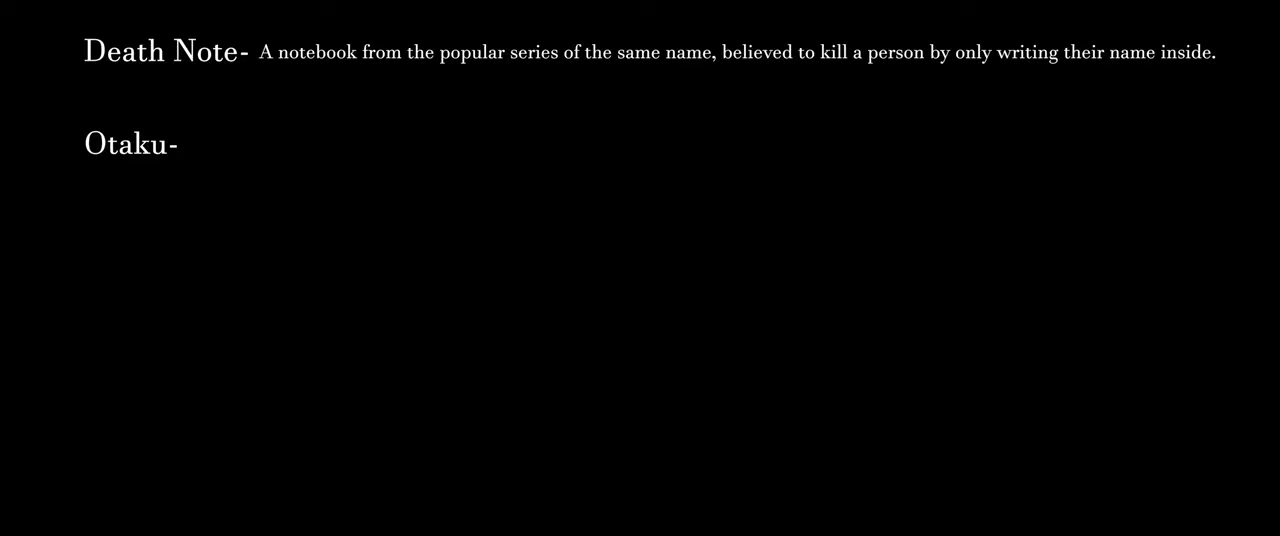 Death Note- A notebook from the popular series of the same name, believed to kill a person by only writing their name inside.
Otaku-